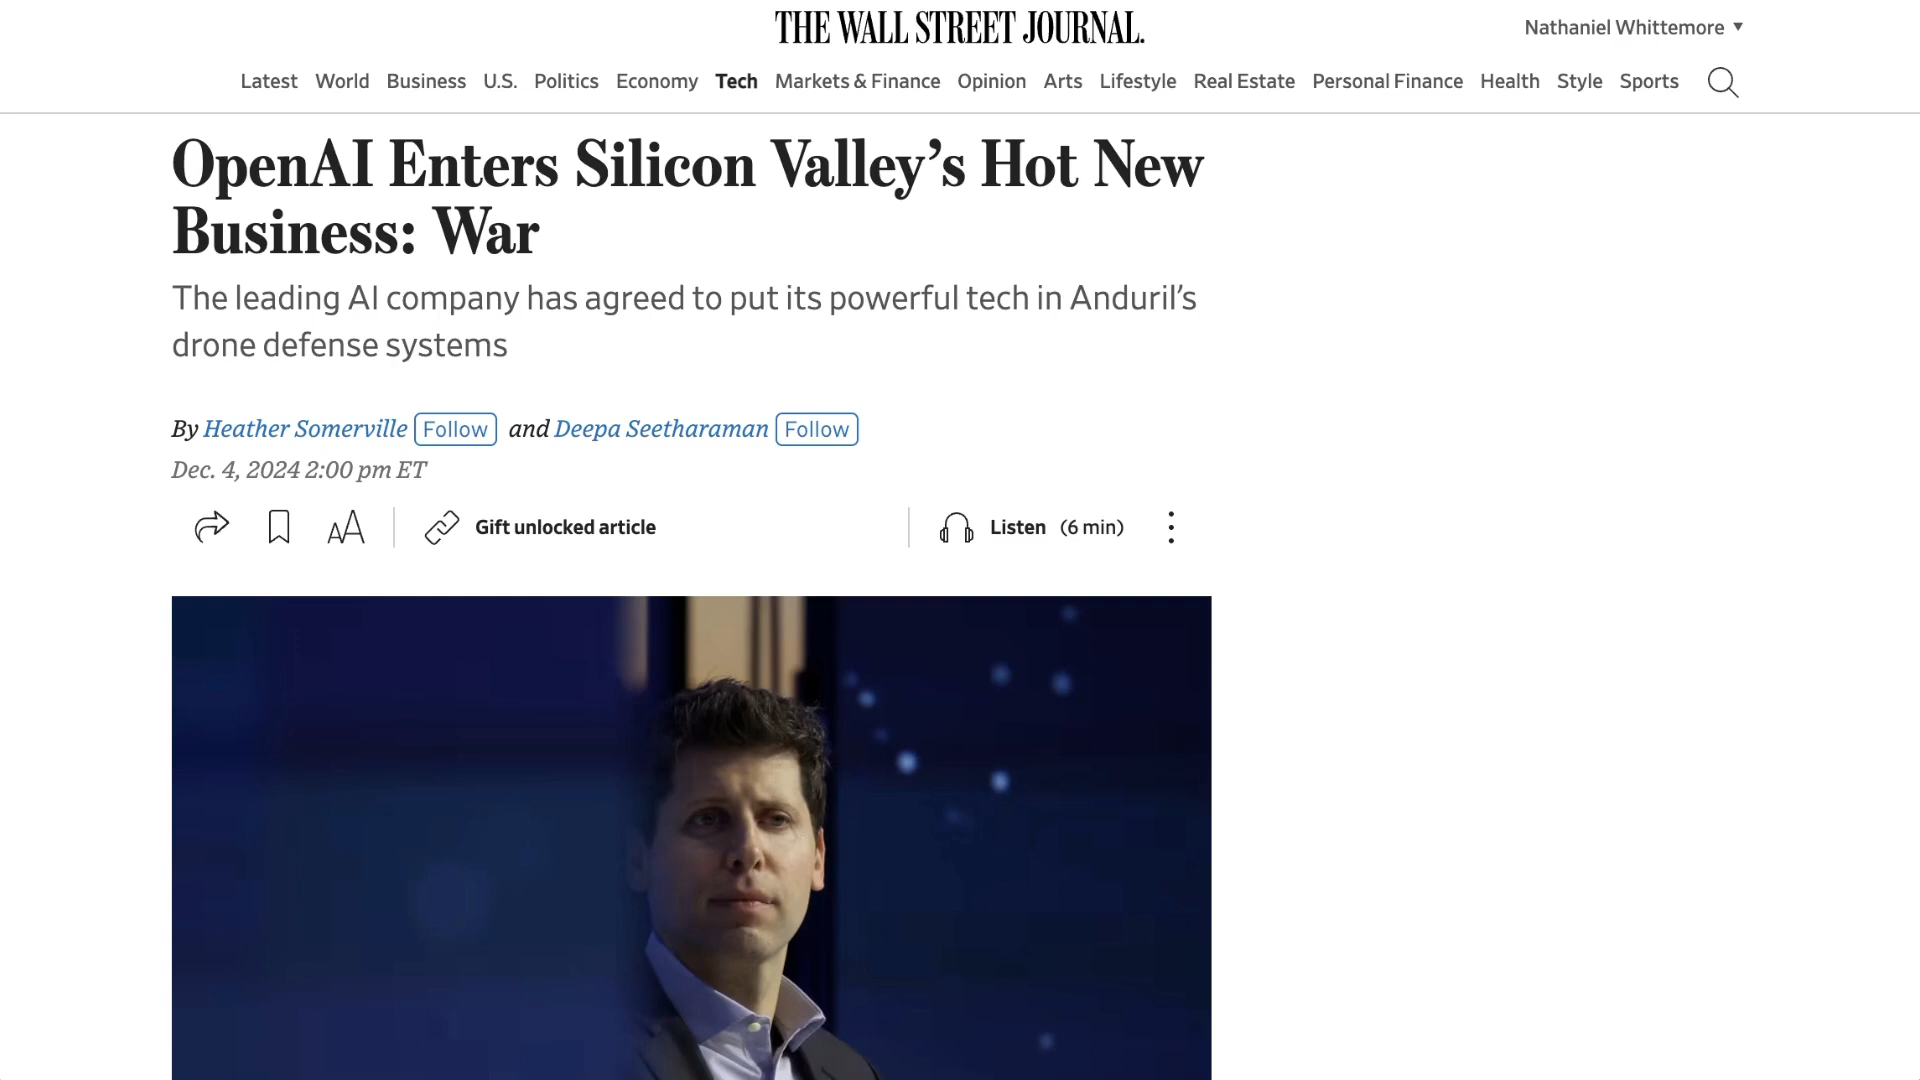 THE WALL STREET JOURNAL.
Nathaniel Whittemore ▼
Latest World Business U.S. Politics Economy Tech Markets & Finance Opinion Arts Lifestyle Real Estate Personal Finance Health Style Sports
OpenAI Enters Silicon Valley’s Hot New
Business: War
The leading AI company has agreed to put its powerful tech in Anduril’s
drone defense systems
By Heather Somerville Follow and Deepa Seetharaman Follow
Dec. 4, 2024 2:00 pm ET
AA Gift unlocked article Listen (6 min)